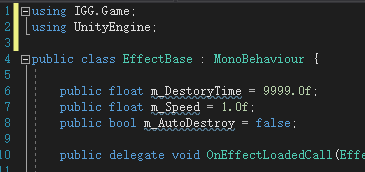 1 using IGG.Game;
2 using UnityEngine;
3
4 public class EffectBase : MonoBehaviour {
5
6 public float m_DestoryTime = 9999.0f;
7 public float m_Speed = 1.0f;
8 public bool m_AutoDestroy = false;
9
10 public delegate void OnEffectLoadedCall(Effe
11